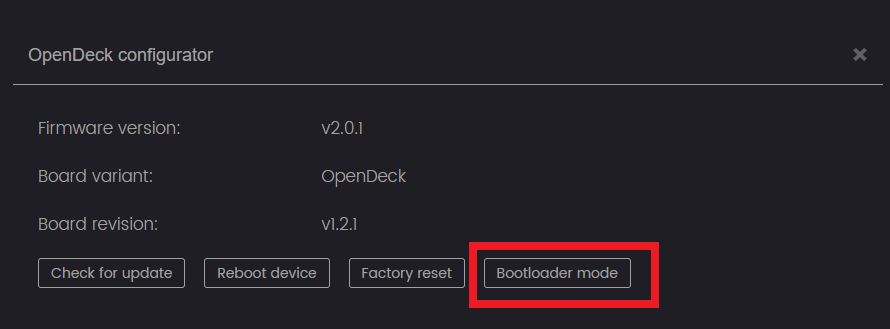 OpenDeck configurator
Firmware version: v2.0.1
Board variant: OpenDeck
Board revision: v1.2.1
Check for update Reboot device Factory reset Bootloader mode